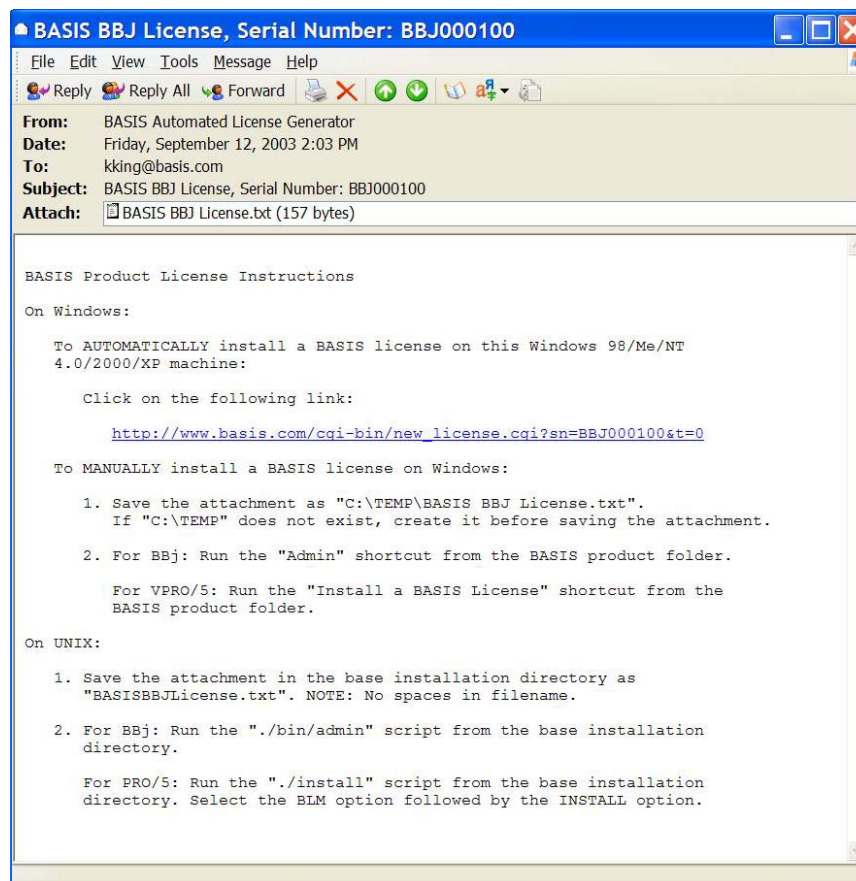 BASIS BBJ License, Serial Number: BBJ000100
File Edit View Tools Message Help
Reply Reply All Forward
From: BASIS Automated License Generator
Date: Friday, September 12, 2003 2:03 PM
To: kking@basis.com
Subject: BASIS BBJ License, Serial Number: BBJ000100
Attach: BASIS BBJ License.txt (157 bytes)
BASIS Product License Instructions
On Windows:
To AUTOMATICALLY install a BASIS license on this Windows 98/Me/NT
4.0/2000/XP machine:
Click on the following link:
http://www.basis.com/cgi-bin/new_license.cgi?sn=BBJ000100&t=0
To MANUALLY install a BASIS license on Windows:
1. Save the attachment as "C:\TEMP\BASIS BBJ License.txt".
If "C:\TEMP" does not exist, create it before saving the attachment.
2. For BBj: Run the "Admin" shortcut from the BASIS product folder.
For VPRO/5: Run the "Install a BASIS License" shortcut from the
BASIS product folder.
On UNIX:
1. Save the attachment in the base installation directory as
"BASISBBJLicense.txt". NOTE: No spaces in filename.
2. For BBj: Run the "./bin/admin" script from the base installation
directory.
For PRO/5: Run the "./install" script from the base installation
directory. Select the BLM option followed by the INSTALL option.